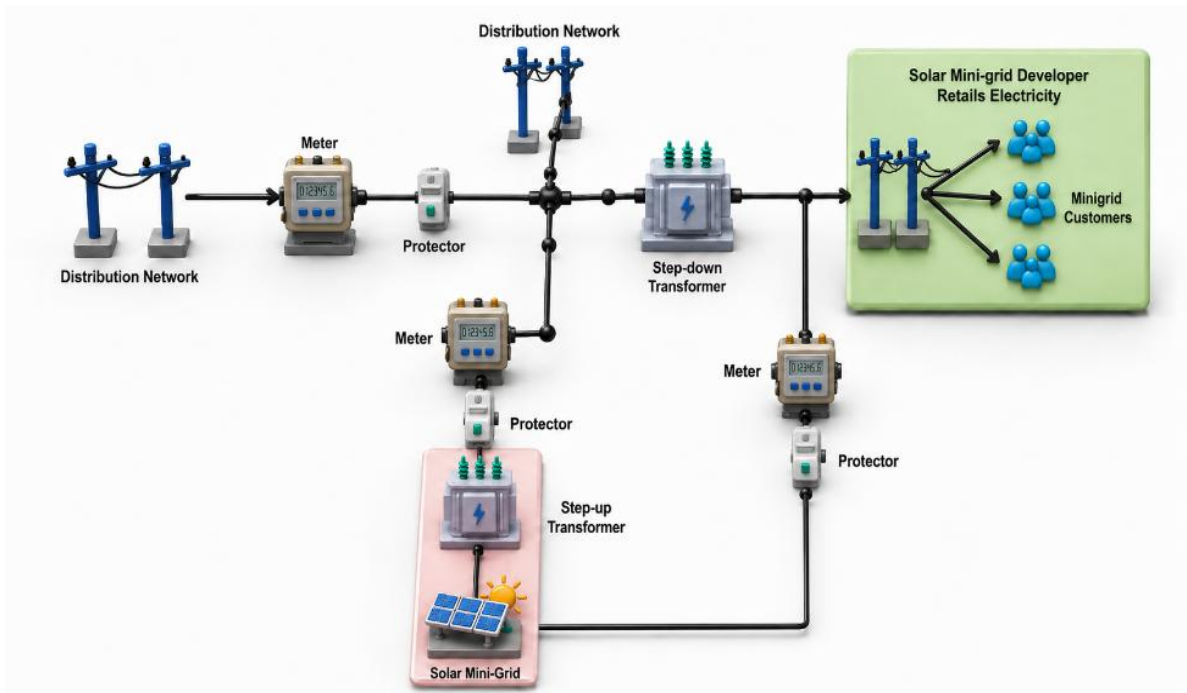 Distribution Network
Solar Mini-grid Developer
Retails Electricity
Meter
012345.6
Protector
Distribution Network
Step-down
Transformer
Minigrid
Customers
Meter
012345.6
Meter
012345.6
Protector
Protector
Step-up
Transformer
Solar Mini-Grid